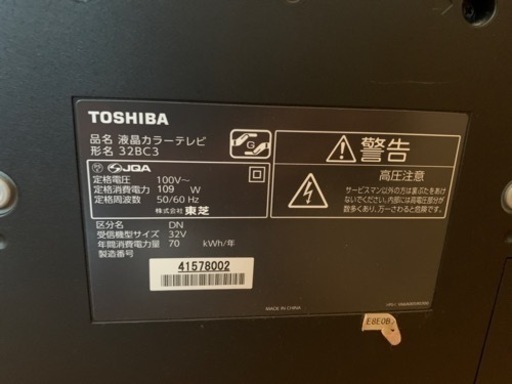 TOSHIBA
品名 液晶カラーテレビ
形名 32BC3
G
JQA
定格電圧 100V~
定格消費電力 109 W
定格周波数 50/60 Hz
株式会社 東芝
区分名 DN
受信機型サイズ 32V
年間消費電力量 70 kWh/年
製造番号
41578002
警告
高圧注意
サービスマン以外の方は蓋をあけな
いでください。内部には高電圧部分が
数多くあり、万一さわると危険です。
MADE IN CHINA
E8E0B